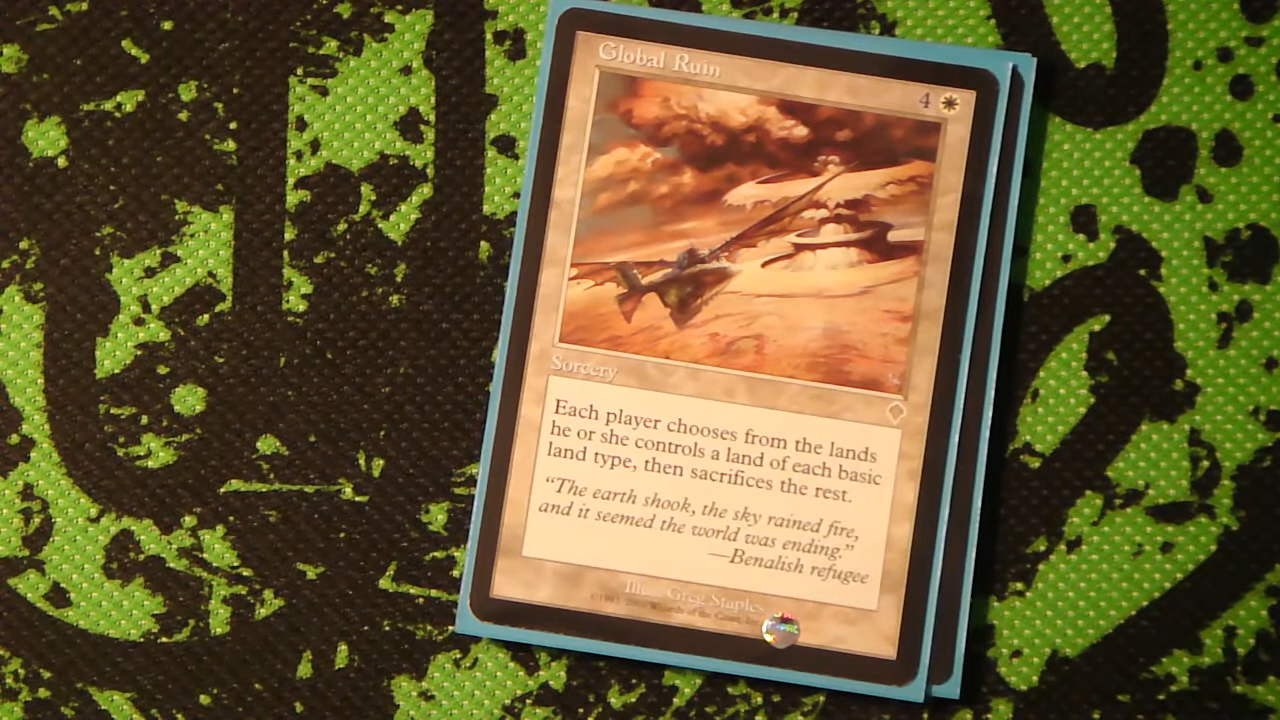 Global Ruin
4
Sorcery
Each player chooses from the lands
he or she controls a land of each basic
land type, then sacrifices the rest.
“The earth shook, the sky rained fire,
and it seemed the world was ending.”
—Benalish refugee
Illus. Greg Staples